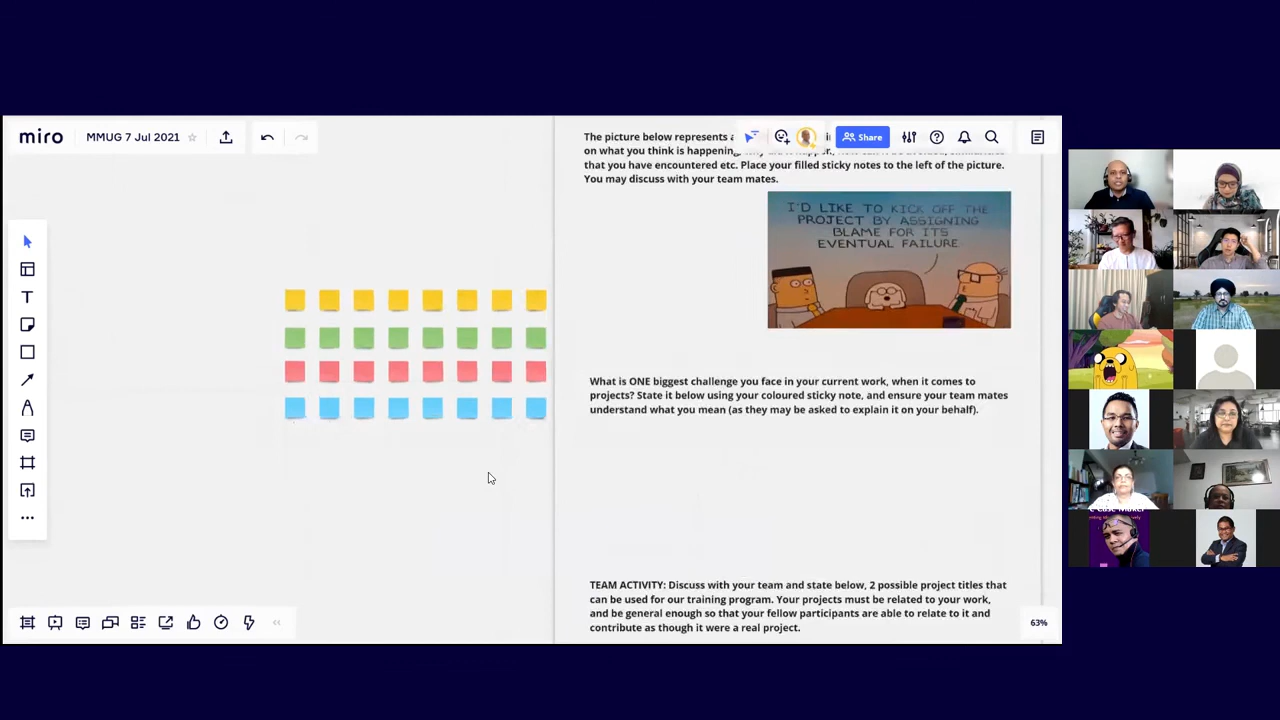 miro
MMUG 7 Jul 2021
Share
The picture below represents a
on what you think is happening,
that you have encountered etc. Place your filled sticky notes to the left of the picture.
You may discuss with your team mates.
I'D LIKE TO KICK OFF THE
PROJECT BY ASSIGNING
BLAME FOR ITS
EVENTUAL FAILURE.
What is ONE biggest challenge you face in your current work, when it comes to
projects? State it below using your coloured sticky note, and ensure your team mates
understand what you mean (as they may be asked to explain it on your behalf).
TEAM ACTIVITY: Discuss with your team and state below, 2 possible project titles that
can be used for our training program. Your projects must be related to your work,
and be general enough so that your fellow participants are able to relate to it and
contribute as though it were a real project.
63%